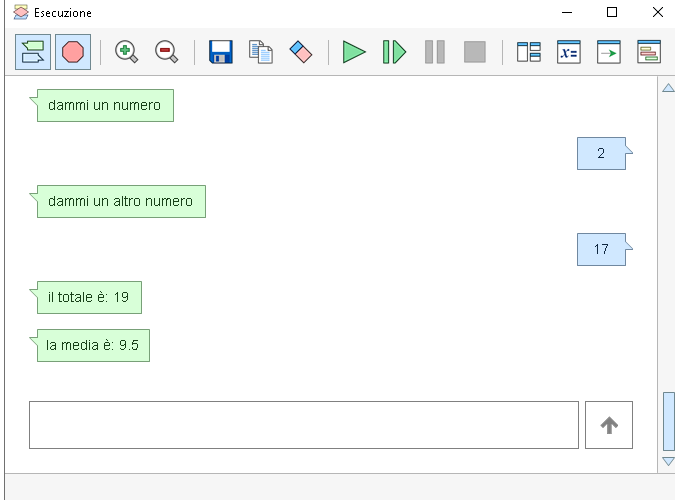 Esecuzione
x=
dammi un numero
2
dammi un altro numero
17
il totale è: 19
la media è: 9.5